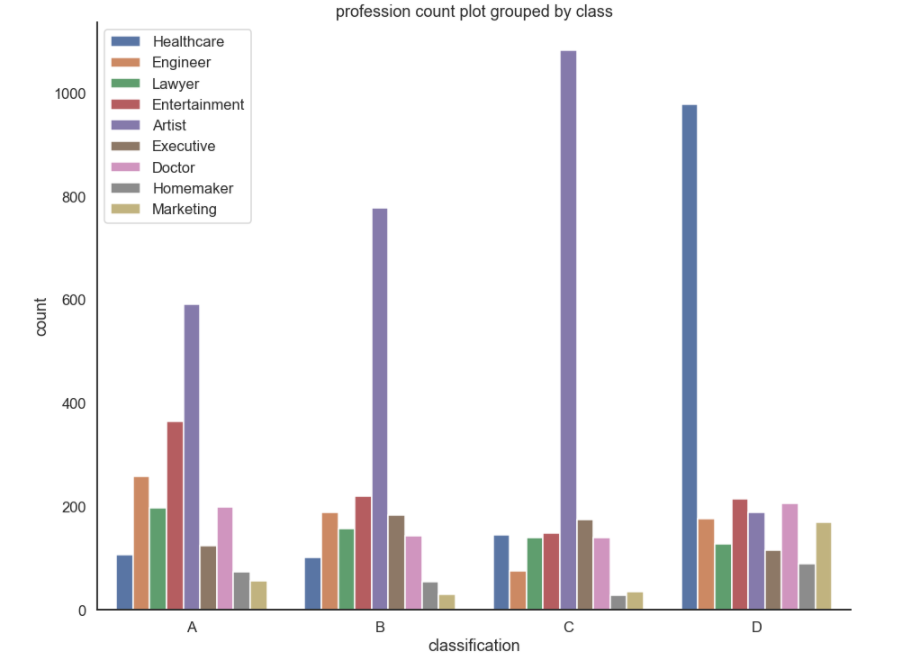 profession count plot grouped by class
Healthcare
Engineer
Lawyer
Entertainment
Artist
Executive
Doctor
Homemaker
Marketing
1000
800
600
400
200
0
count
A
B
C
D
classification